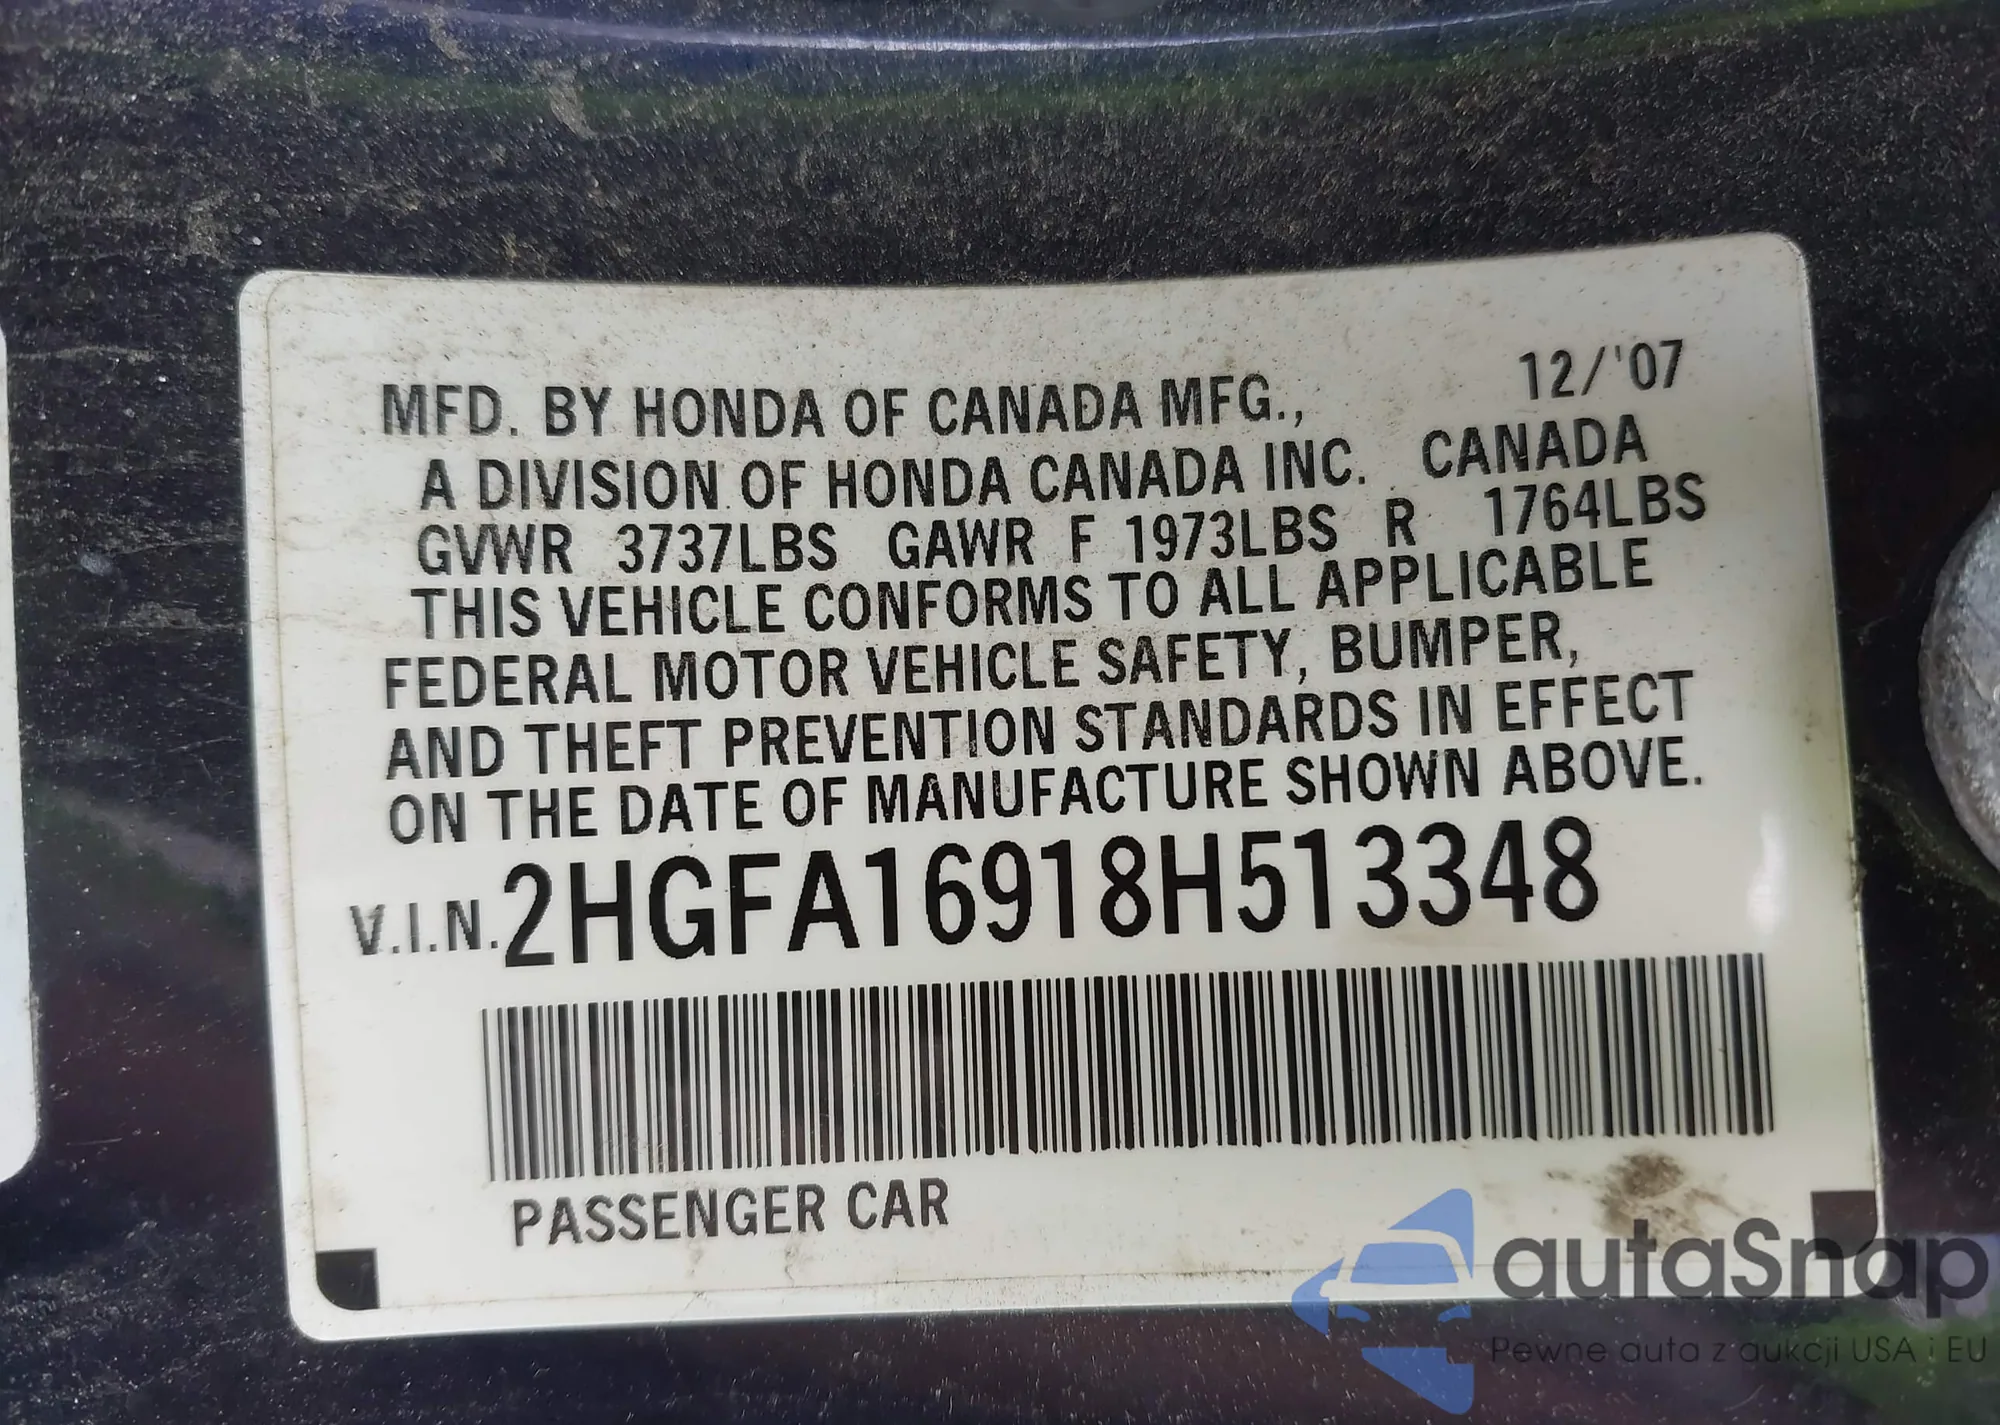 MFD. BY HONDA OF CANADA MFG., 12/'07
A DIVISION OF HONDA CANADA INC. CANADA
GVWR 3737LBS GAWR F 1973LBS R 1764LBS
THIS VEHICLE CONFORMS TO ALL APPLICABLE
FEDERAL MOTOR VEHICLE SAFETY, BUMPER,
AND THEFT PREVENTION STANDARDS IN EFFECT
ON THE DATE OF MANUFACTURE SHOWN ABOVE.
V.I.N. 2HGFA16918H513348
PASSENGER CAR
autaSnap
Pewne auta z aukcji USA i EU